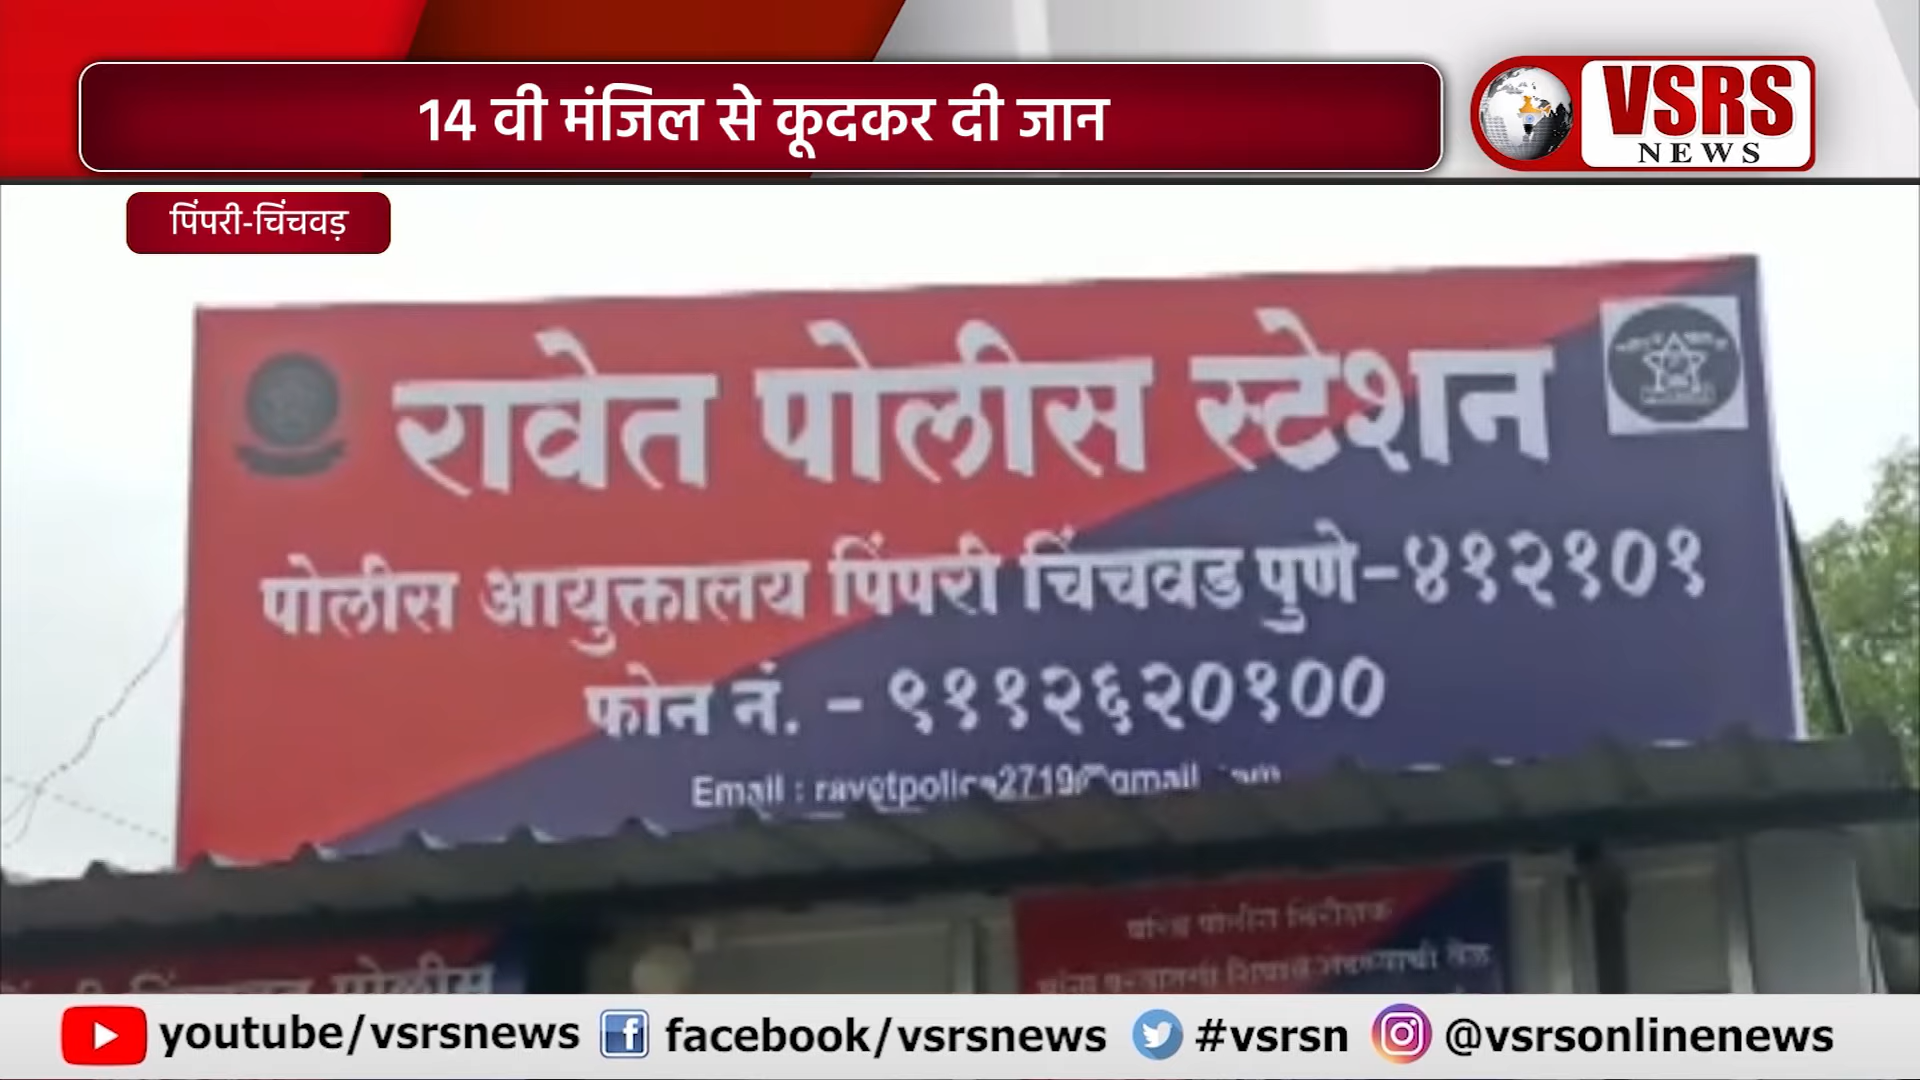 14 वी मंजिल से कूदकर दी जान
VSRS
NEWS
पिंपरी-चिंचवड़
रावेत पोलीस स्टेशन
पोलीस आयुक्तालय पिंपरी चिंचवड पुणे-४१२१०१
फोन नं. - ९११२६२०१००
Email : ravetpolice2719@gmail.com
पोलीस
पोलीस निरीक्षक
youtube/vsrsnews
facebook/vsrsnews
#vsrsn
@vsrsonlinenews